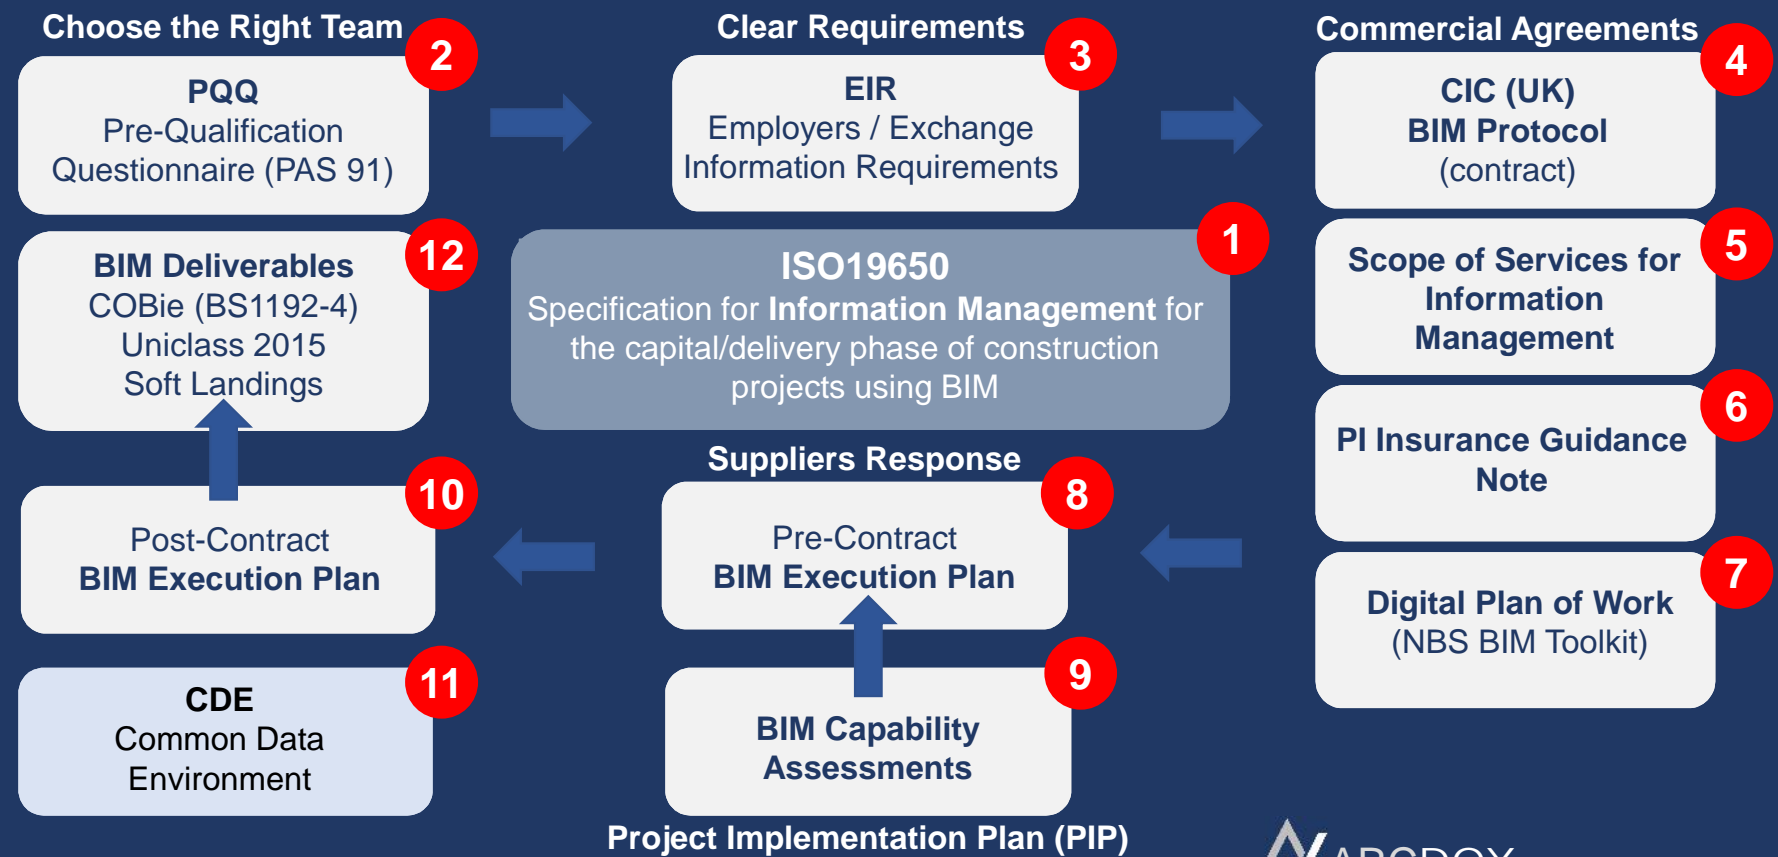 Choose the Right Team
2
PQQ
Pre-Qualification
Questionnaire (PAS 91)
Clear Requirements
3
EIR
Employers / Exchange
Information Requirements
Commercial Agreements
4
CIC (UK)
BIM Protocol
(contract)
12
BIM Deliverables
COBie (BS1192-4)
Uniclass 2015
Soft Landings
1
ISO19650
Specification for Information Management for
the capital/delivery phase of construction
projects using BIM
5
Scope of Services for
Information
Management
6
PI Insurance Guidance
Note
Suppliers Response
10
Post-Contract
BIM Execution Plan
8
Pre-Contract
BIM Execution Plan
7
Digital Plan of Work
(NBS BIM Toolkit)
11
CDE
Common Data
Environment
9
BIM Capability
Assessments
Project Implementation Plan (PIP)
ARCDOX